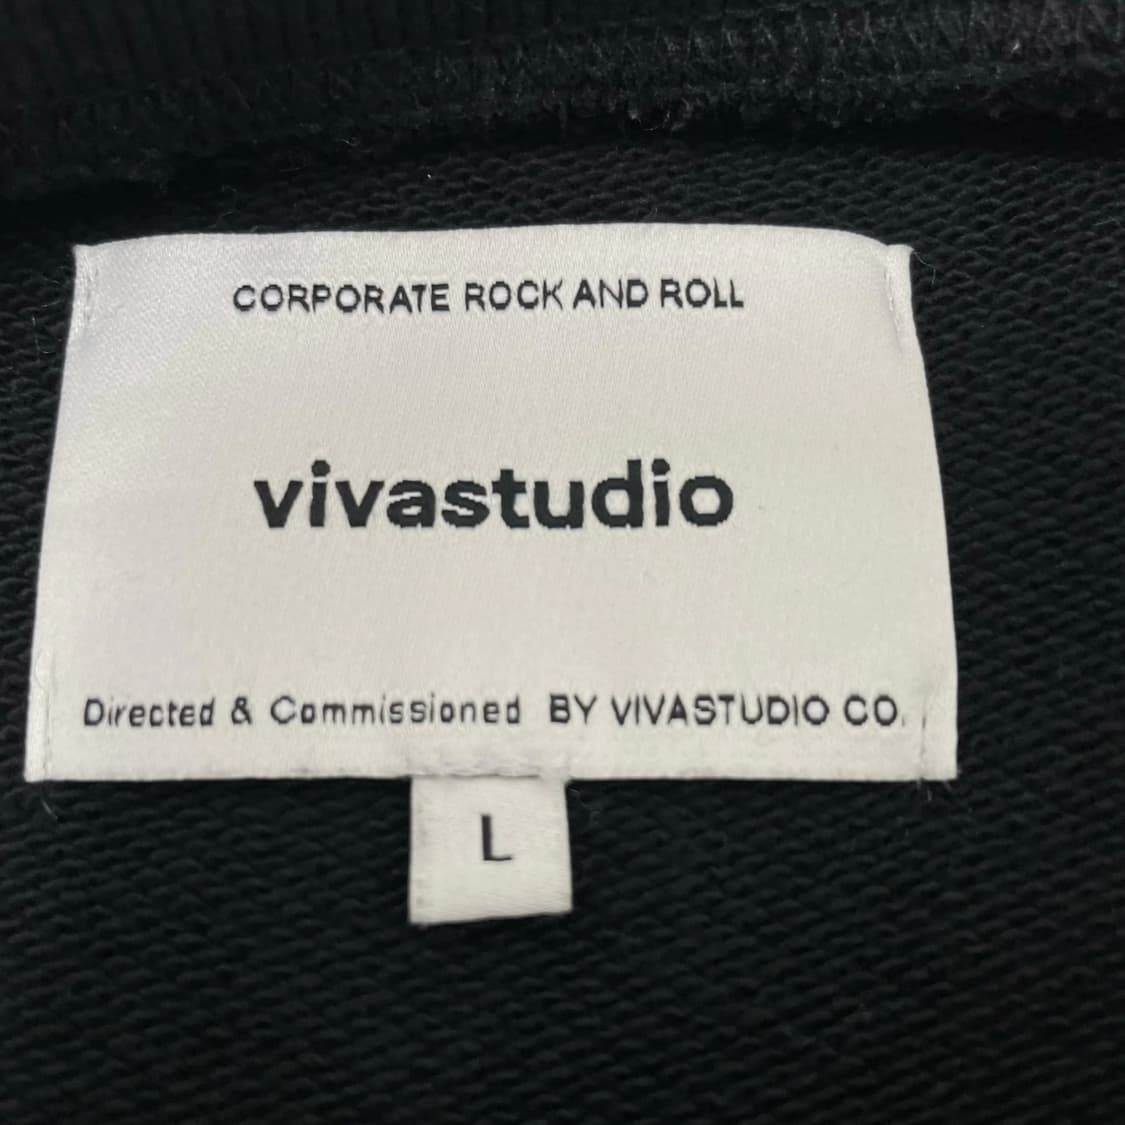 CORPORATE ROCK AND ROLL
vivastudio
Directed & Commissioned BY VIVASTUDIO CO.
L